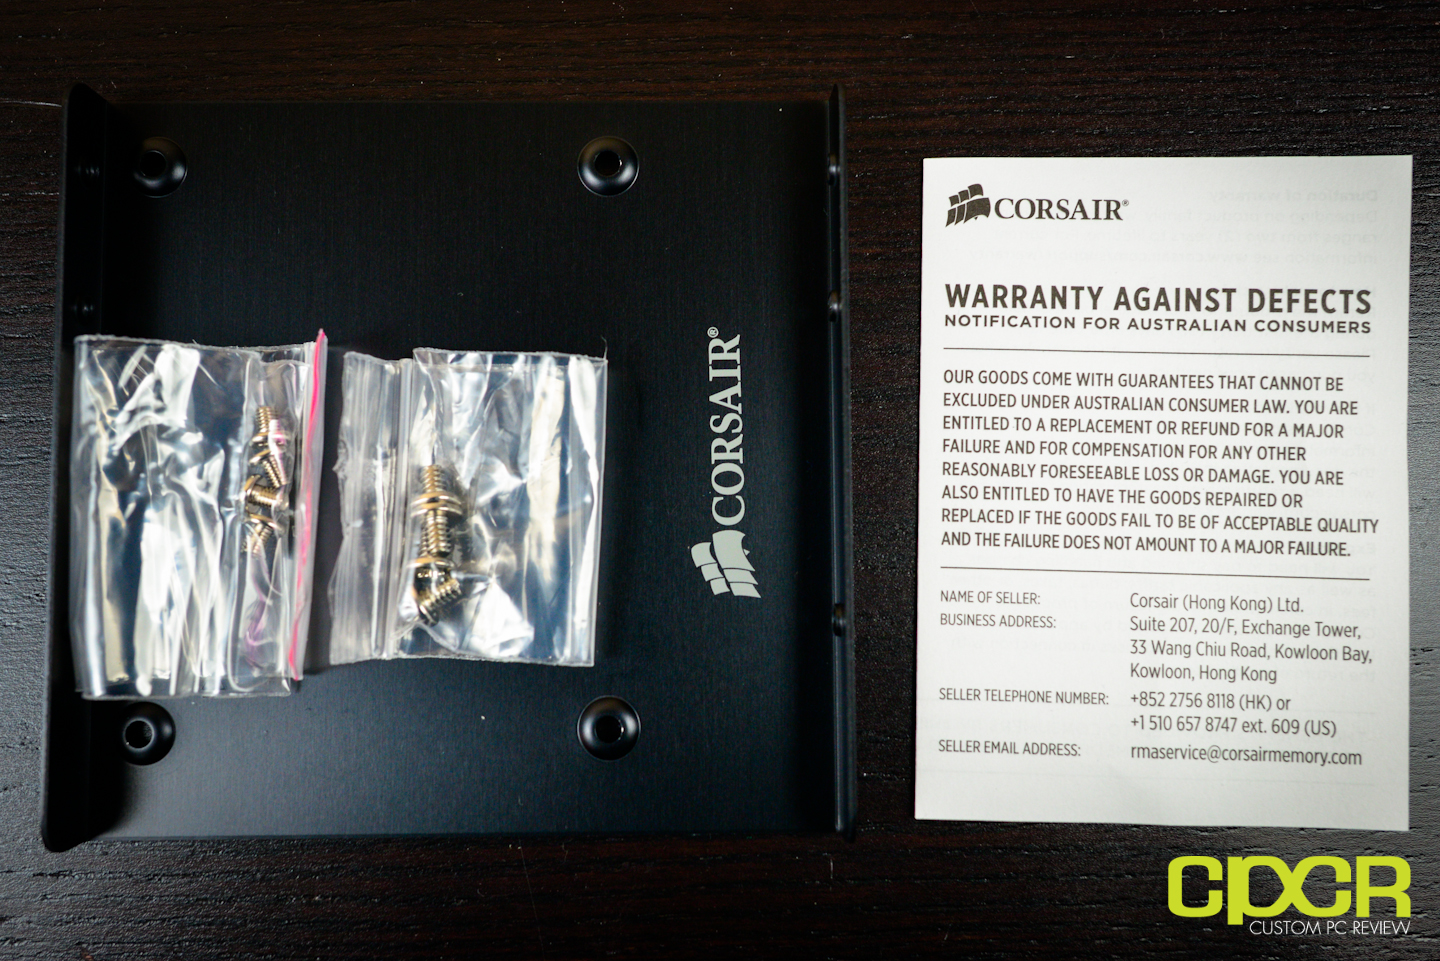 CORSAIR®
CORSAIR®
WARRANTY AGAINST DEFECTS
NOTIFICATION FOR AUSTRALIAN CONSUMERS
OUR GOODS COME WITH GUARANTEES THAT CANNOT BE
EXCLUDED UNDER AUSTRALIAN CONSUMER LAW. YOU ARE
ENTITLED TO A REPLACEMENT OR REFUND FOR A MAJOR
FAILURE AND FOR COMPENSATION FOR ANY OTHER
REASONABLY FORESEEABLE LOSS OR DAMAGE. YOU ARE
ALSO ENTITLED TO HAVE THE GOODS REPAIRED OR
REPLACED IF THE GOODS FAIL TO BE OF ACCEPTABLE QUALITY
AND THE FAILURE DOES NOT AMOUNT TO A MAJOR FAILURE.
NAME OF SELLER: Corsair (Hong Kong) Ltd.
BUSINESS ADDRESS: Suite 207, 20/F, Exchange Tower,
33 Wang Chiu Road, Kowloon Bay,
Kowloon, Hong Kong
SELLER TELEPHONE NUMBER: +852 2756 8118 (HK) or
+1 510 657 8747 ext. 609 (US)
SELLER EMAIL ADDRESS: rmaservice@corsairmemory.com
CPCR
CUSTOM PC REVIEW